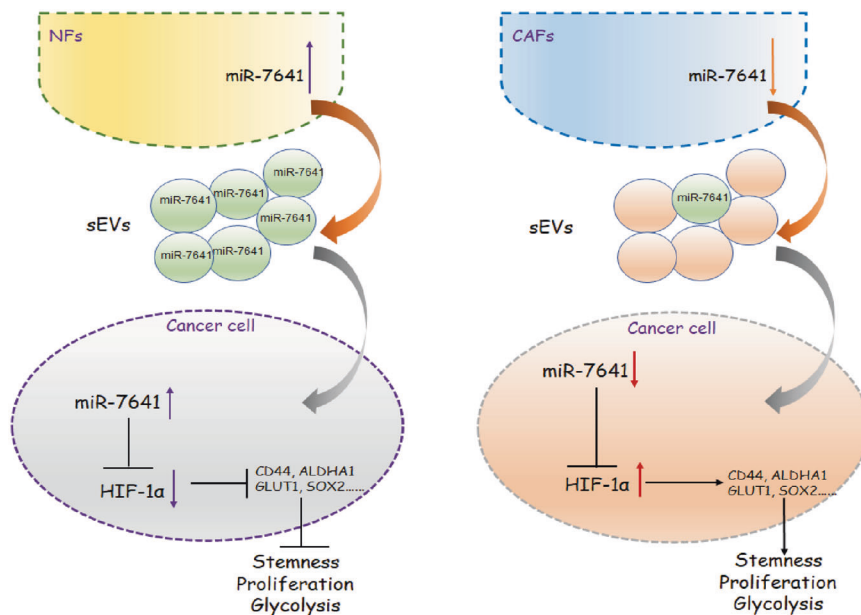 NFs
miR-7641
miR-7641
miR-7641
miR-7641
miR-7641
miR-7641
miR-7641
sEVs
Cancer cell
miR-7641
HIF-1α
CD44, ALDHA1
GLUT1, SOX2......
Stemness
Proliferation
Glycolysis
CAFs
miR-7641
miR-7641
sEVs
Cancer cell
miR-7641
HIF-1α
CD44, ALDHA1
GLUT1, SOX2......
Stemness
Proliferation
Glycolysis